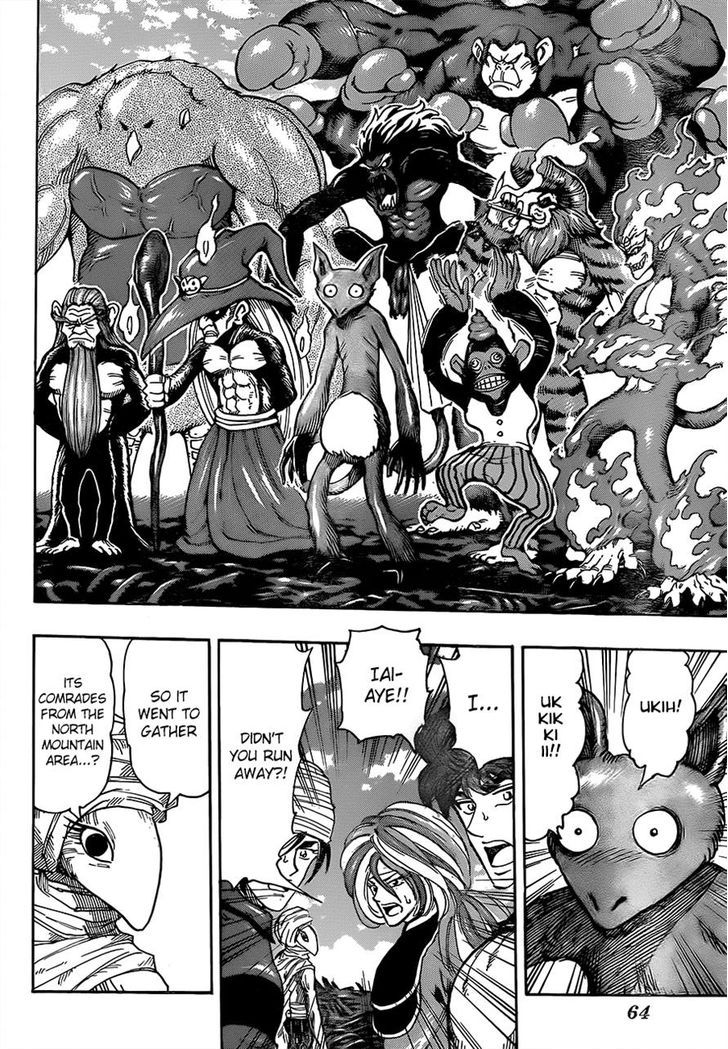 UKIH!
UK
KIK
KI
II!!
I...
IAI-
AYE!!
DIDN'T
YOU RUN
AWAY?!
SO IT
WENT TO
GATHER
ITS
COMRADES
FROM THE
NORTH
MOUNTAIN
AREA...?
64